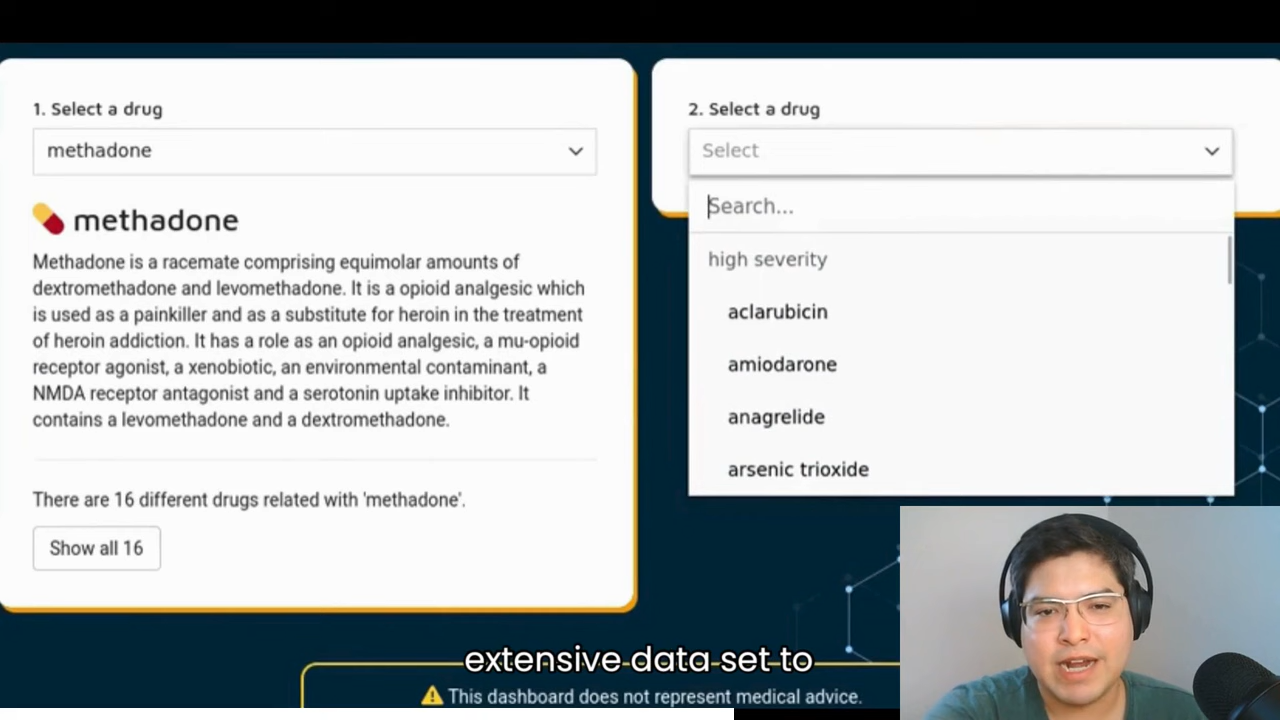 1. Select a drug
methadone
methadone
Methadone is a racemate comprising equimolar amounts of
dextromethadone and levomethadone. It is a opioid analgesic which
is used as a painkiller and as a substitute for heroin in the treatment
of heroin addiction. It has a role as an opioid analgesic, a mu-opioid
receptor agonist, a xenobiotic, an environmental contaminant, a
NMDA receptor antagonist and a serotonin uptake inhibitor. It
contains a levomethadone and a dextromethadone.
There are 16 different drugs related with 'methadone'.
Show all 16
2. Select a drug
Select
Search...
high severity
aclarubicin
amiodarone
anagrelide
arsenic trioxide
extensive data set to
This dashboard does not represent medical advice.